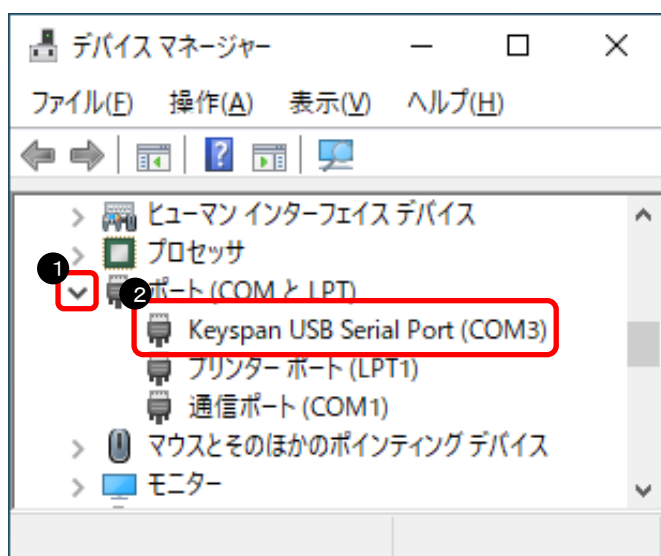 デバイス マネージャー
ファイル(F) 操作(A) 表示(V) ヘルプ(H)
ヒューマン インターフェイス デバイス
プロセッサ
1
ポート (COM と LPT)
2
Keyspan USB Serial Port (COM3)
プリンター ポート (LPT1)
通信ポート (COM1)
マウスとそのほかのポインティング デバイス
モニター